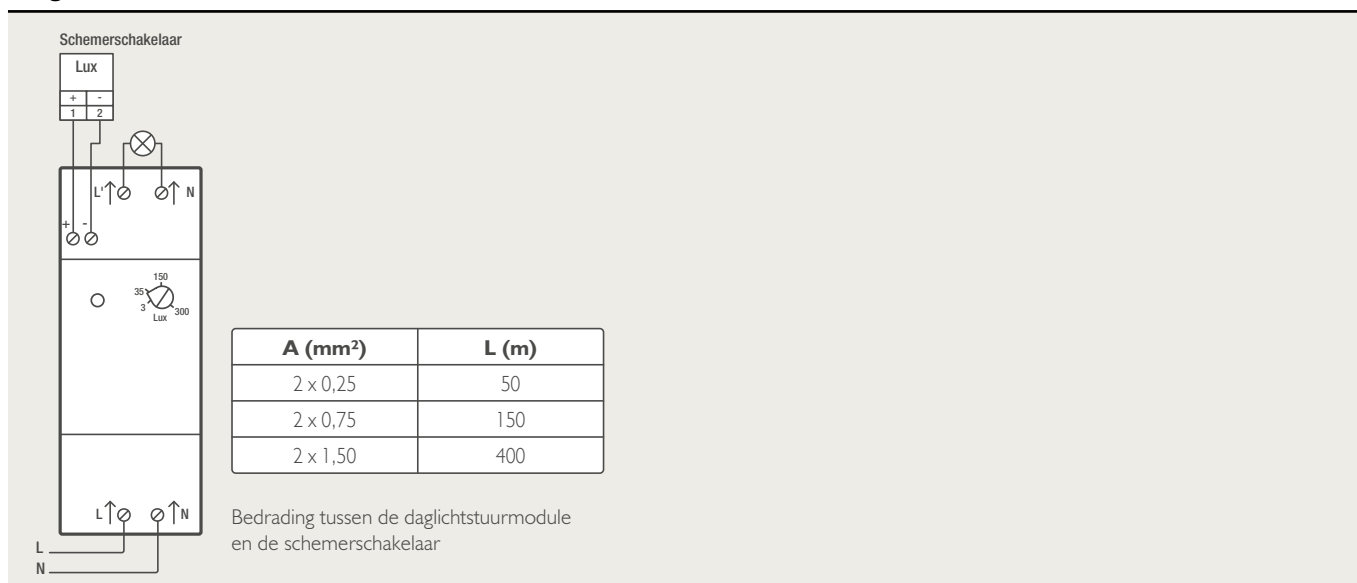 Schemerschakelaar
Lux
+ -
1 2
L' N
+ -
150
35
3 300
Lux
A (mm²) L (m)
2 x 0,25 50
2 x 0,75 150
2 x 1,50 400
L N
Bedrading tussen de daglichtstuurmodule
en de schemerschakelaar
L
N